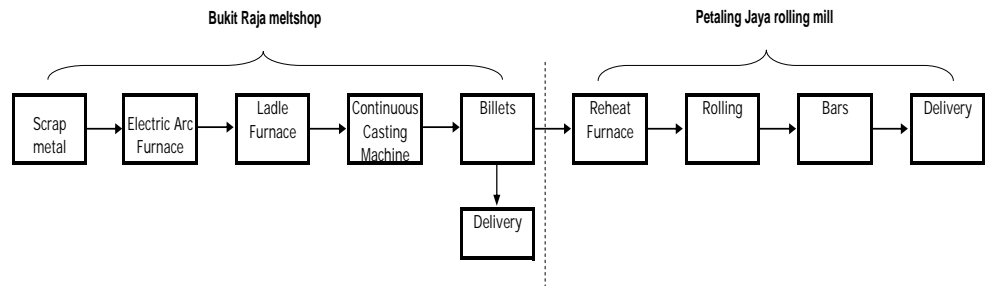 Bukit Raja meltshop
Petaling Jaya rolling mill
Scrap
metal
Electric Arc
Furnace
Ladle
Furnace
Continuous
Casting
Machine
Billets
Reheat
Furnace
Rolling
Bars
Delivery
Delivery